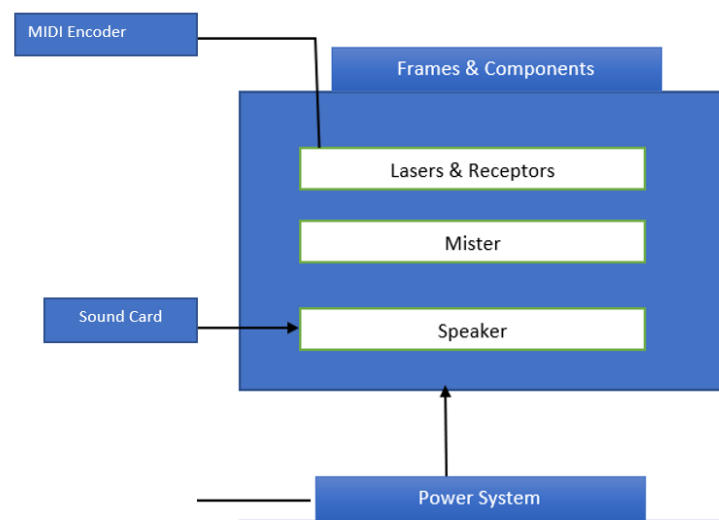 MIDI Encoder
Frames & Components
Lasers & Receptors
Mister
Sound Card
Speaker
Power System